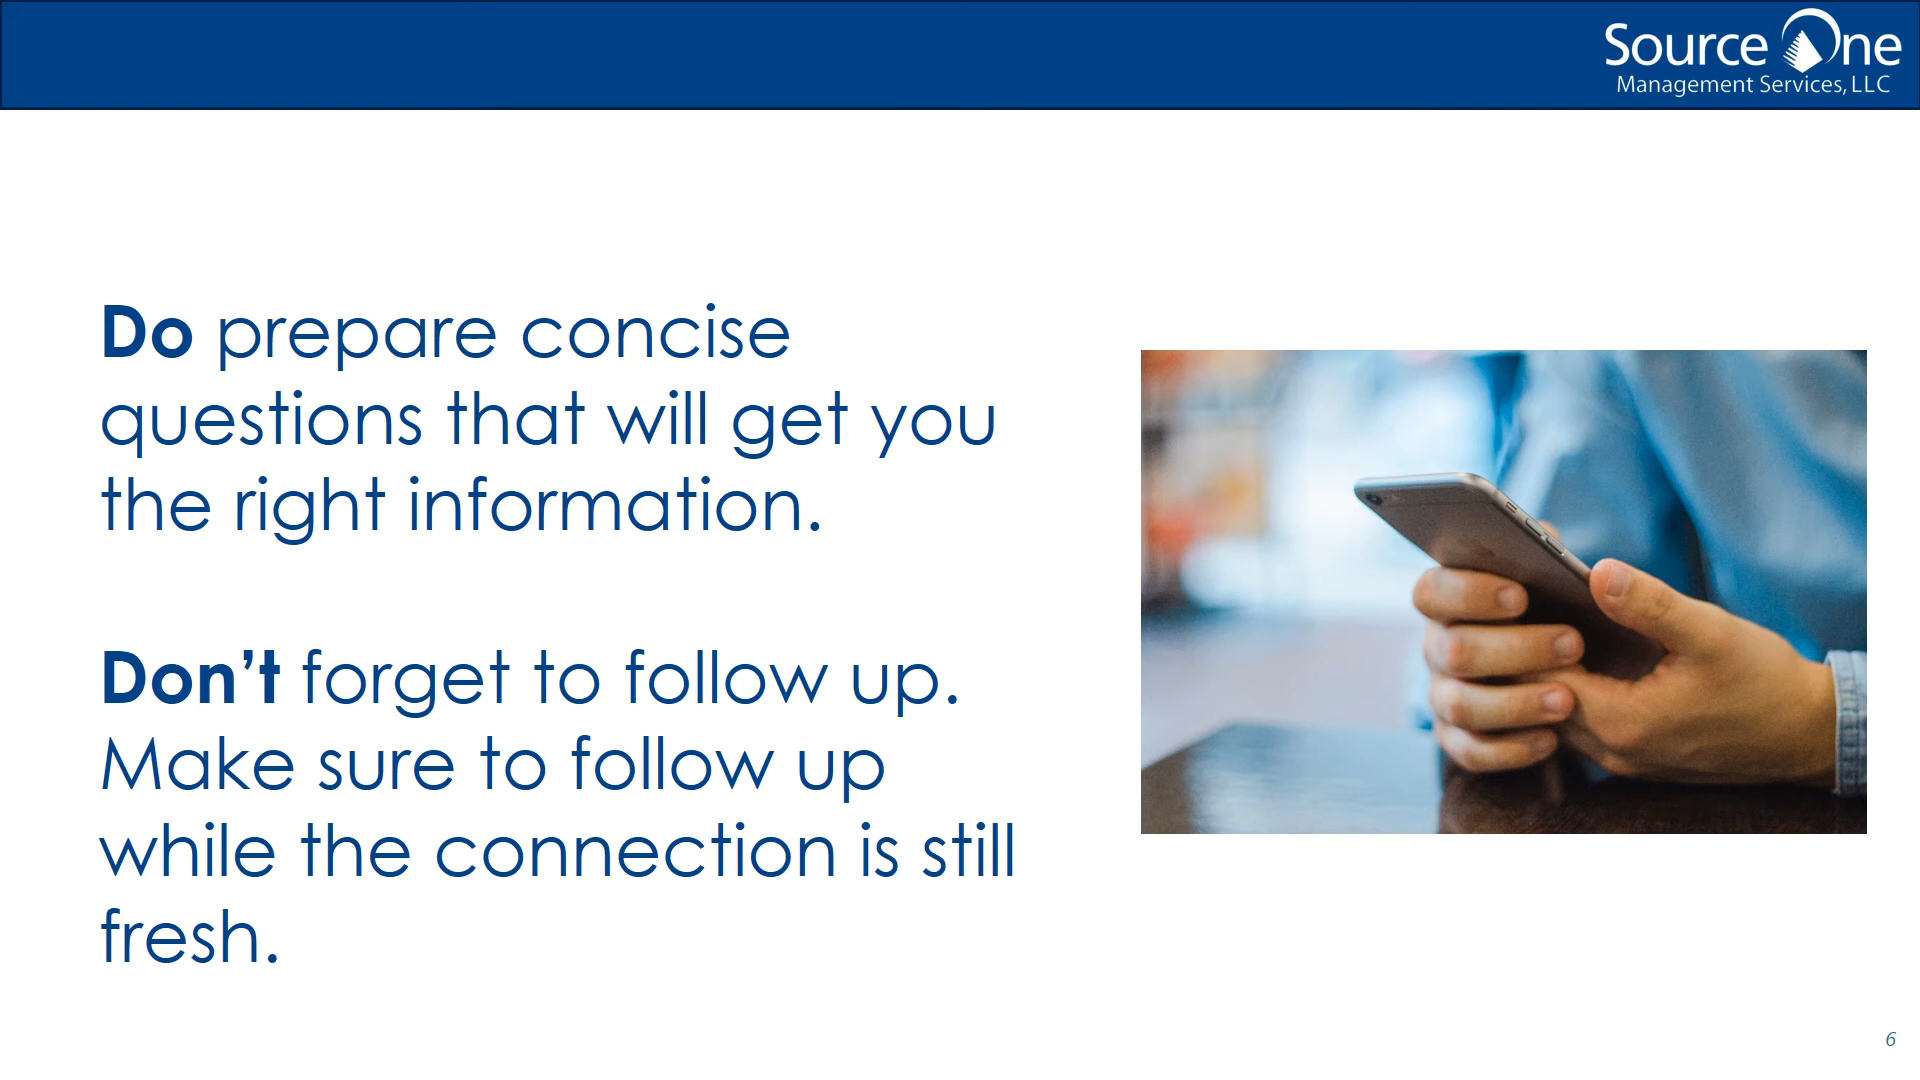 Source One
Management Services, LLC
Do prepare concise
questions that will get you
the right information.
Don’t forget to follow up.
Make sure to follow up
while the connection is still
fresh.
6